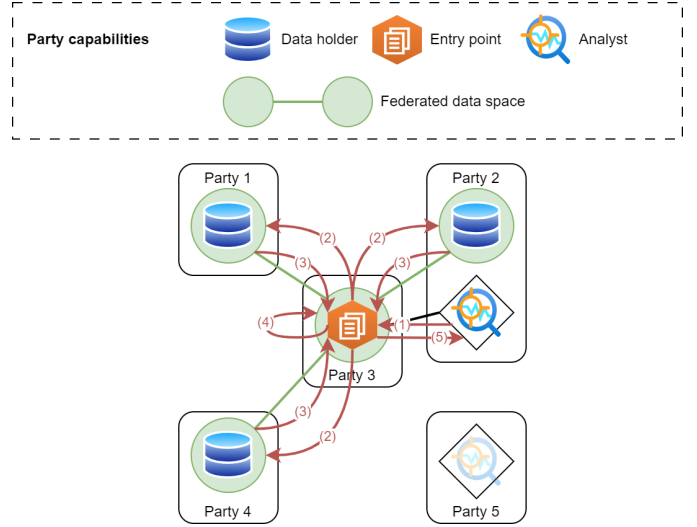 Party capabilities
Data holder
Entry point
Analyst
Federated data space
Party 1
Party 2
(2)
(2)
(3)
(3)
(4)
(1)
(5)
Party 3
(3)
(2)
Party 4
Party 5